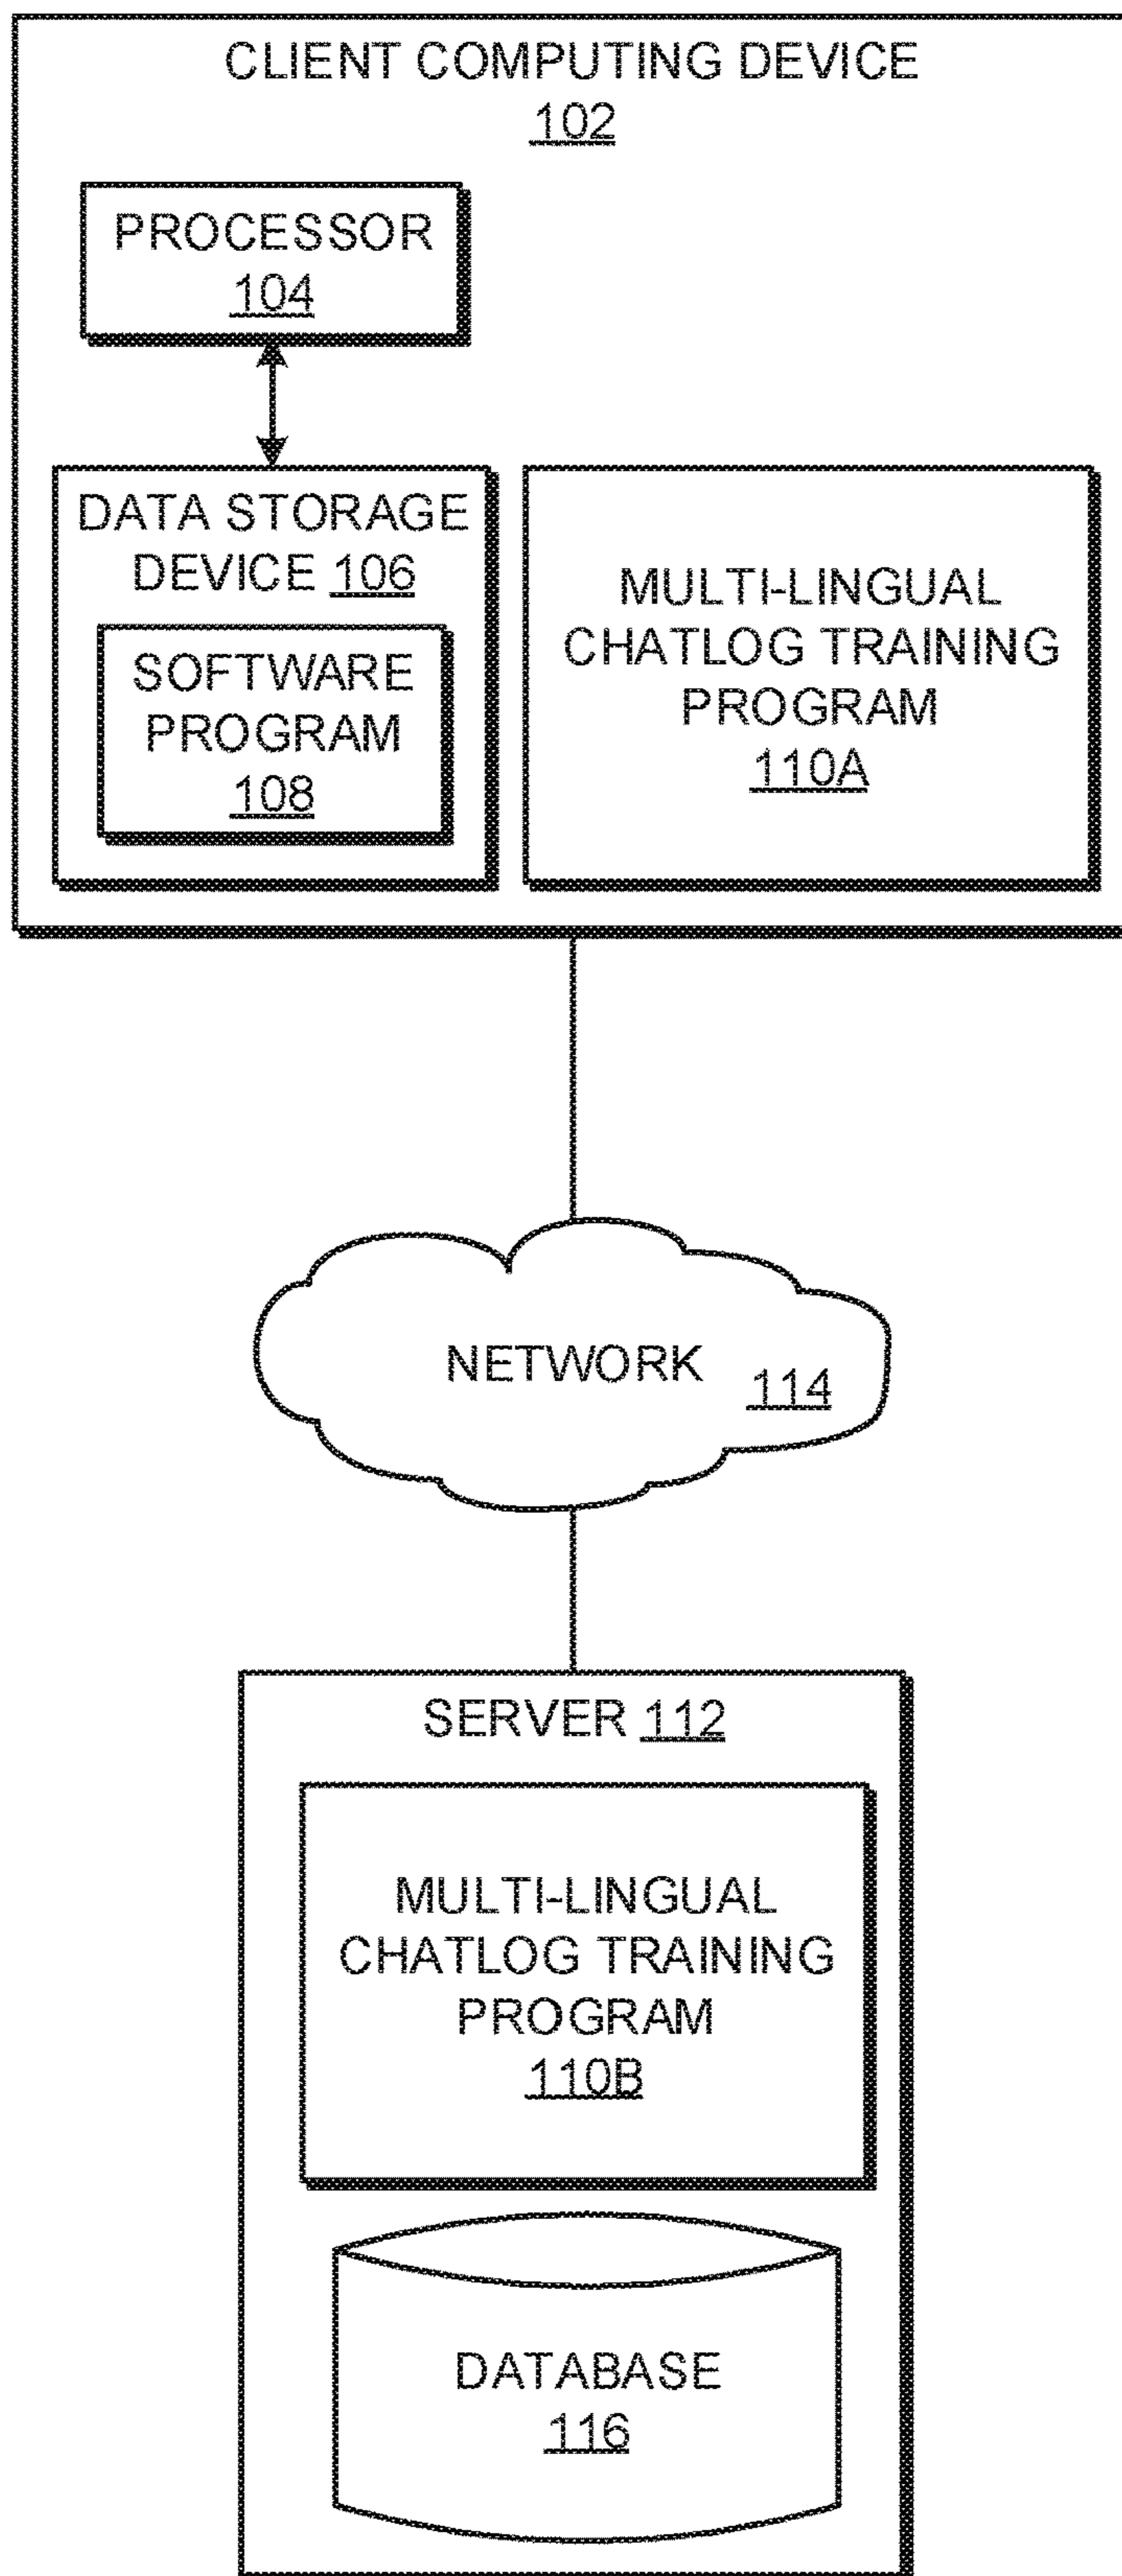 CLIENT COMPUTING DEVICE
102
PROCESSOR
104
DATA STORAGE
DEVICE 106
SOFTWARE
PROGRAM
108
MULTI-LINGUAL
CHATLOG TRAINING
PROGRAM
110A
NETWORK 114
SERVER 112
MULTI-LINGUAL
CHATLOG TRAINING
PROGRAM
110B
DATABASE
116